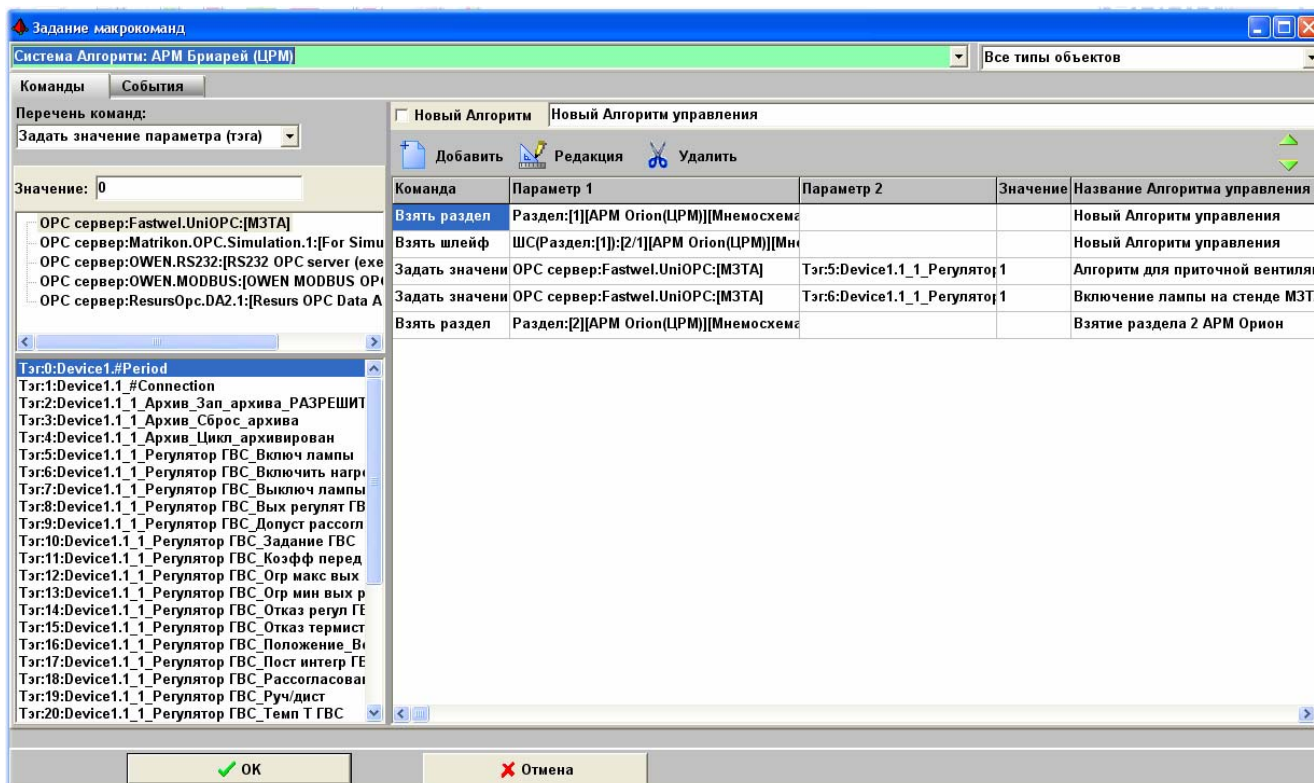 Задание макрокоманд
Система Алгоритм: АРМ Бриарей (ЦРМ)
Все типы объектов
Команды
События
Перечень команд:
Задать значение параметра (тэга)
Значение: 0
OPC сервер:Fastwel.UniOPC:[МЗТА]
OPC сервер:Matrikon.OPC.Simulation.1:[For Simu
OPC сервер:OWEN.RS232:[RS232 OPC server (exe
OPC сервер:OWEN.MODBUS:[OWEN MODBUS OP
OPC сервер:ResursOpc.DA2.1:[Resurs OPC Data A
Тэг:0:Device1.#Period
Тэг:1:Device1.1_#Connection
Тэг:2:Device1.1_1_Архив_Зап_архива_РАЗРЕШИТ
Тэг:3:Device1.1_1_Архив_Сброс_архива
Тэг:4:Device1.1_1_Архив_Цикл_архивирован
Тэг:5:Device1.1_1_Регулятор ГВС_Включ лампы
Тэг:6:Device1.1_1_Регулятор ГВС_Включить нагр
Тэг:7:Device1.1_1_Регулятор ГВС_Выключ лампы
Тэг:8:Device1.1_1_Регулятор ГВС_Вых регулят ГВ
Тэг:9:Device1.1_1_Регулятор ГВС_Допуст рассогл
Тэг:10:Device1.1_1_Регулятор ГВС_Задание ГВС
Тэг:11:Device1.1_1_Регулятор ГВС_Коэфф перед
Тэг:12:Device1.1_1_Регулятор ГВС_Огр макс вых
Тэг:13:Device1.1_1_Регулятор ГВС_Огр мин вых р
Тэг:14:Device1.1_1_Регулятор ГВС_Отказ регул ГВ
Тэг:15:Device1.1_1_Регулятор ГВС_Отказ термист
Тэг:16:Device1.1_1_Регулятор ГВС_Положение_В
Тэг:17:Device1.1_1_Регулятор ГВС_Пост интегр ГВ
Тэг:18:Device1.1_1_Регулятор ГВС_Рассогласова
Тэг:19:Device1.1_1_Регулятор ГВС_Руч/дист
Тэг:20:Device1.1_1_Регулятор ГВС_Темп Т ГВС
Новый Алгоритм Новый Алгоритм управления
Добавить Редакция Удалить
Команда Параметр 1 Параметр 2 Значение Название Алгоритма управления
Взять раздел Раздел:[1][АРМ Orion(ЦРМ)][Мнемосхема Новый Алгоритм управления
Взять шлейф ШС(Раздел:[1]):[2/1][АРМ Orion(ЦРМ)][Мн Новый Алгоритм управления
Задать значени OPC сервер:Fastwel.UniOPC:[МЗТА] Тэг:5:Device1.1_1_Регулятор 1 Алгоритм для приточной вентиля
Задать значени OPC сервер:Fastwel.UniOPC:[МЗТА] Тэг:6:Device1.1_1_Регулятор 1 Включение лампы на стенде МЗТ
Взять раздел Раздел:[2][АРМ Orion(ЦРМ)][Мнемосхема Взятие раздела 2 АРМ Орион
OK
Отмена